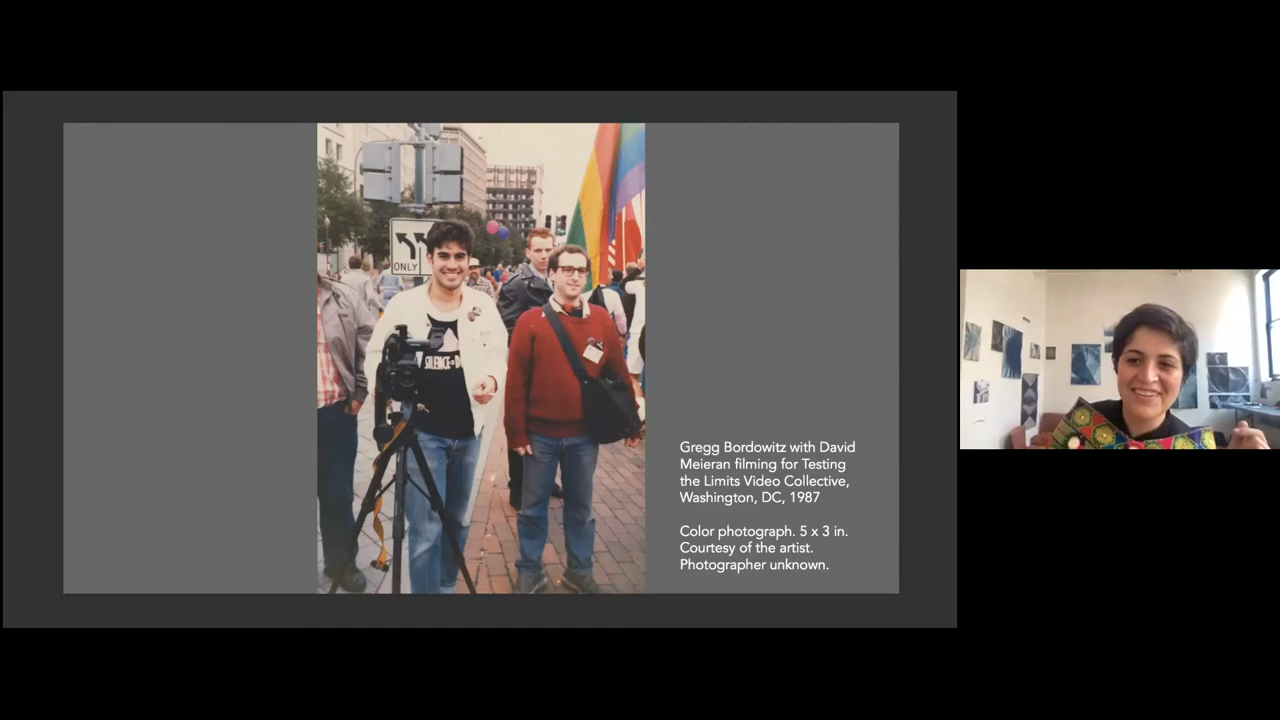 ONLY
SILENCE=D
Gregg Bordowitz with David
Meieran filming for Testing
the Limits Video Collective,
Washington, DC, 1987
Color photograph. 5 x 3 in.
Courtesy of the artist.
Photographer unknown.